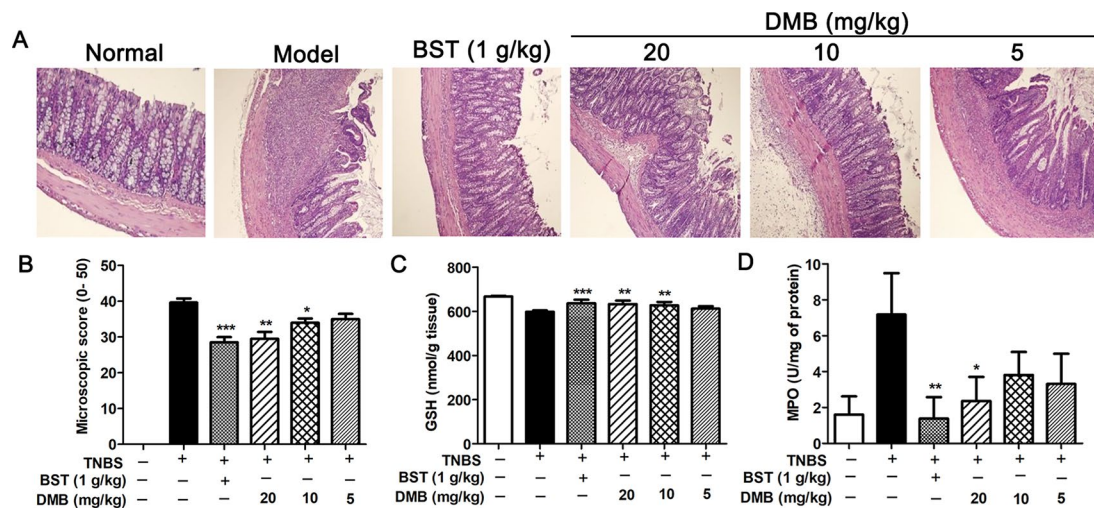 A
Normal
Model
BST (1 g/kg)
DMB (mg/kg)
20
10
5
B
Microscopic score (0- 50)
50
40
30
20
10
0
***
**
*
– + + + + +
TNBS
– – + – – –
BST (1 g/kg)
– – – 20 10 5
DMB (mg/kg)
C
GSH (nmol/g tissue)
800
600
400
200
0
***
**
**
– + + + + +
TNBS
– – + – – –
BST (1 g/kg)
– – – 20 10 5
DMB (mg/kg)
D
MPO (U/mg of protein)
10
8
6
4
2
0
**
*
– + + + + +
TNBS
– – + – – –
BST (1 g/kg)
– – – 20 10 5
DMB (mg/kg)